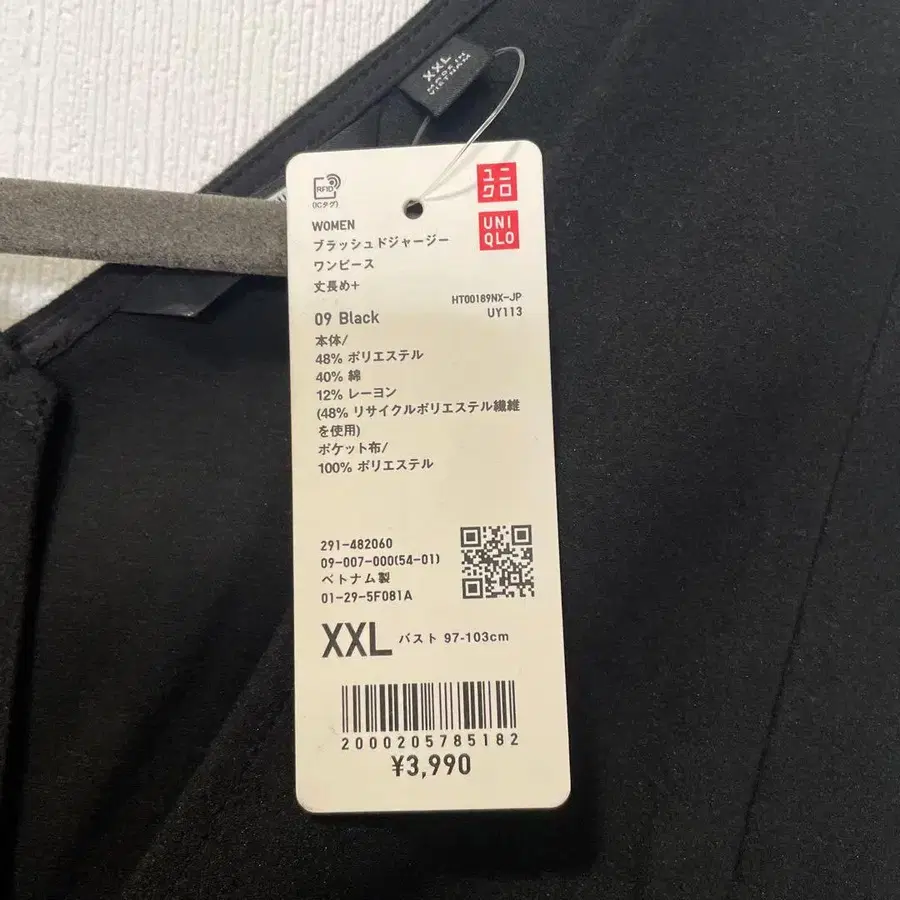 XXL
MADE IN
VIETNAM
RFID
(ICタグ)
ユニ
クロ
UNI
QLO
WOMEN
ブラッシュドジャージー
ワンピース
丈長め+
HT00189NX-JP
UY113
09 Black
本体/
48% ポリエステル
40% 綿
12% レーヨン
(48% リサイクルポリエステル繊維
を使用)
ポケット布/
100% ポリエステル
291-482060
09-007-000(54-01)
ベトナム製
01-29-5F081A
XXL バスト 97-103cm
2000205785182
¥3,990